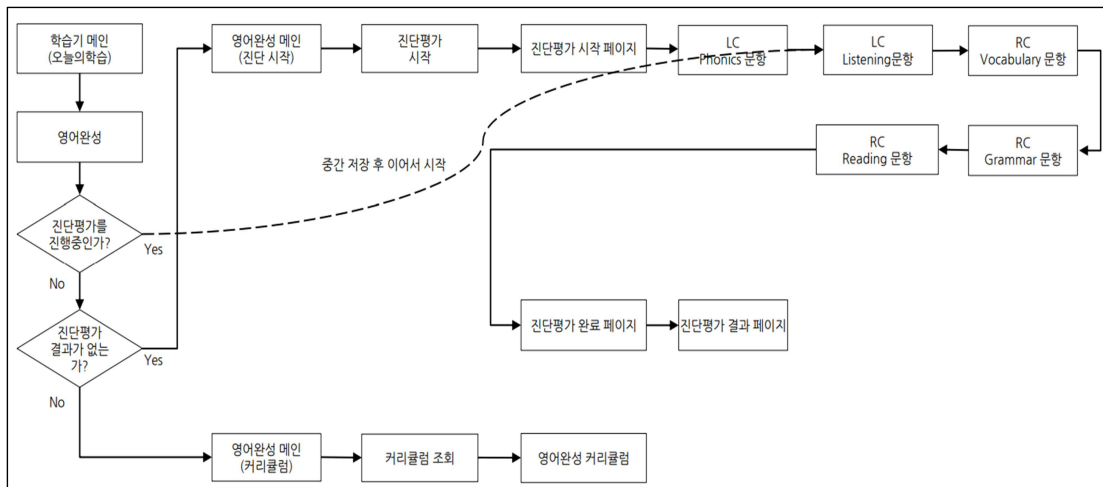 학습기 메인
(오늘의학습)
영어완성 메인
(진단 시작)
진단평가
시작
진단평가 시작 페이지
LC
Phonics 문항
LC
Listening문항
RC
Vocabulary 문항
영어완성
RC
Reading 문항
RC
Grammar 문항
중간 저장 후 이어서 시작
진단평가를
진행중인가?
Yes
No
진단평가 완료 페이지
진단평가 결과 페이지
진단평가
결과가 없는
가?
Yes
No
영어완성 메인
(커리큘럼)
커리큘럼 조회
영어완성 커리큘럼